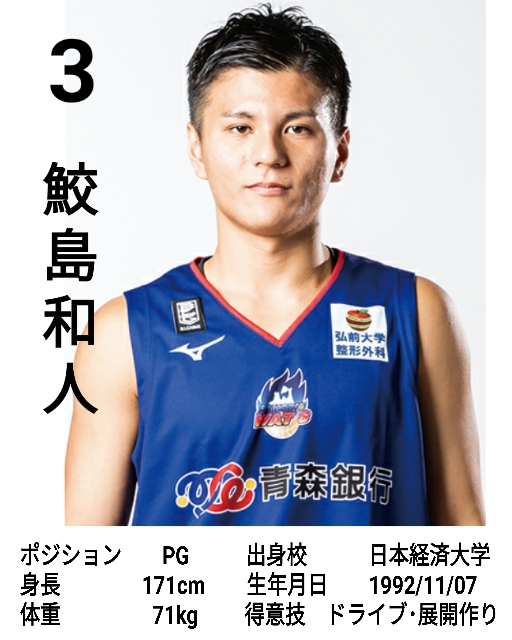 3
鮫島和人
B.LEAGUE
弘前大学
整形外科
WAT'S
青森銀行
ポジション PG 出身校 日本経済大学
身長 171cm 生年月日 1992/11/07
体重 71kg 得意技 ドライブ・展開作り